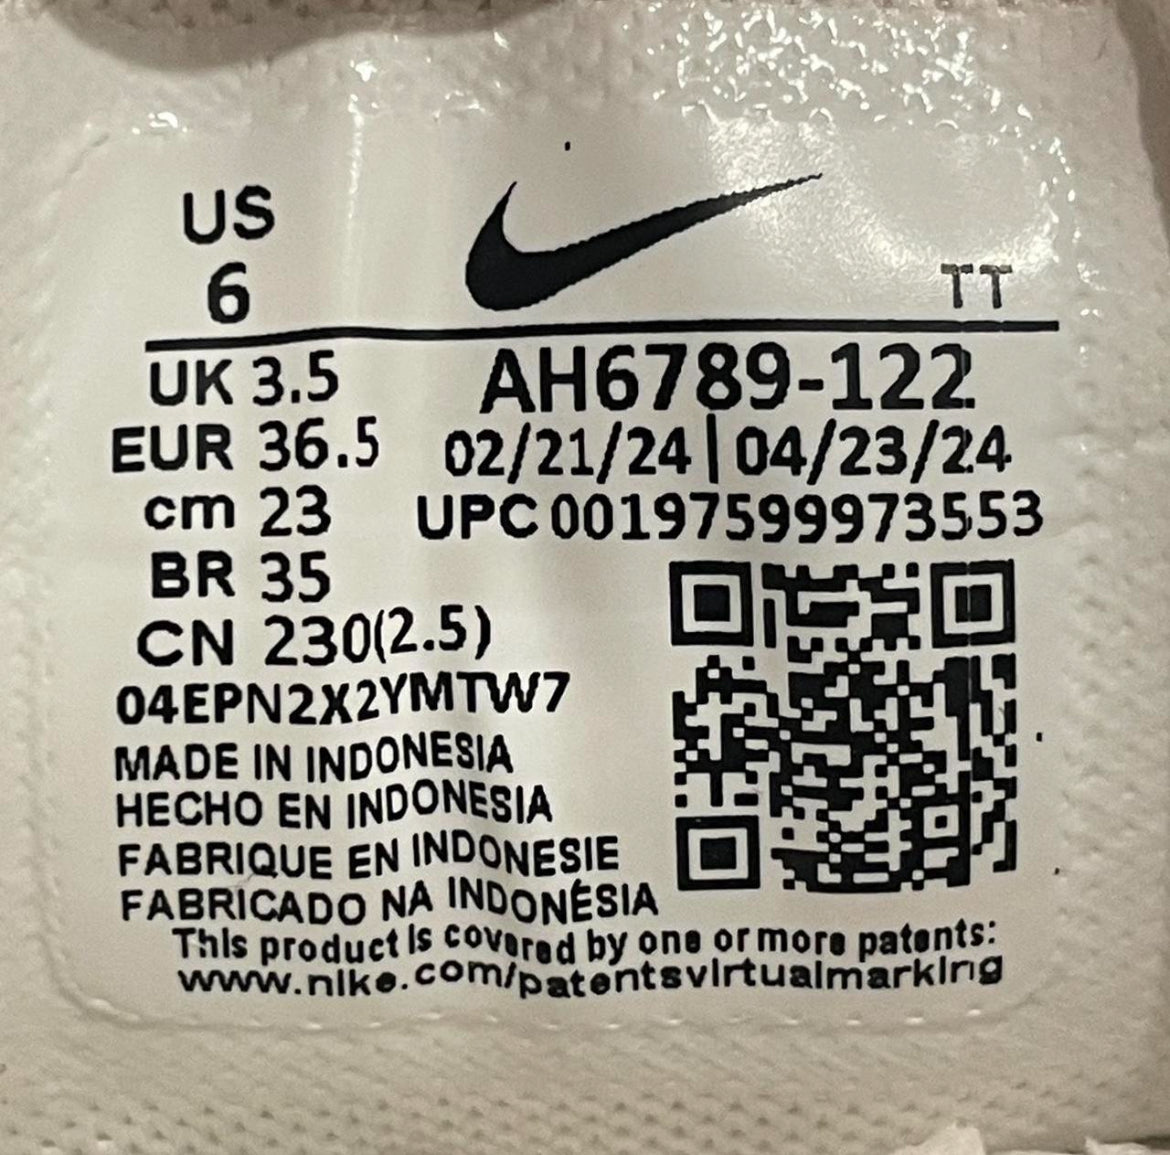 US
6
TT
UK 3.5
AH6789-122
EUR 36.5
02/21/24 | 04/23/24
cm 23
UPC 00197599973553
BR 35
CN 230(2.5)
04EPN2X2YMTW7
MADE IN INDONESIA
HECHO EN INDONESIA
FABRIQUE EN INDONESIE
FABRICADO NA INDONÉSIA
This product is covered by one or more patents:
www.nike.com/patentsvirtualmarking